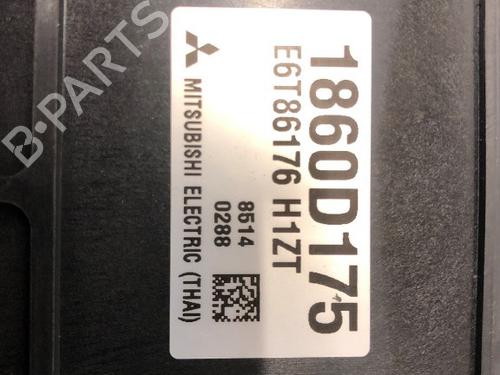 1860D175
E6T86176 H1ZT
8514
0288
MITSUBISHI ELECTRIC (THAI)
B-PARTS